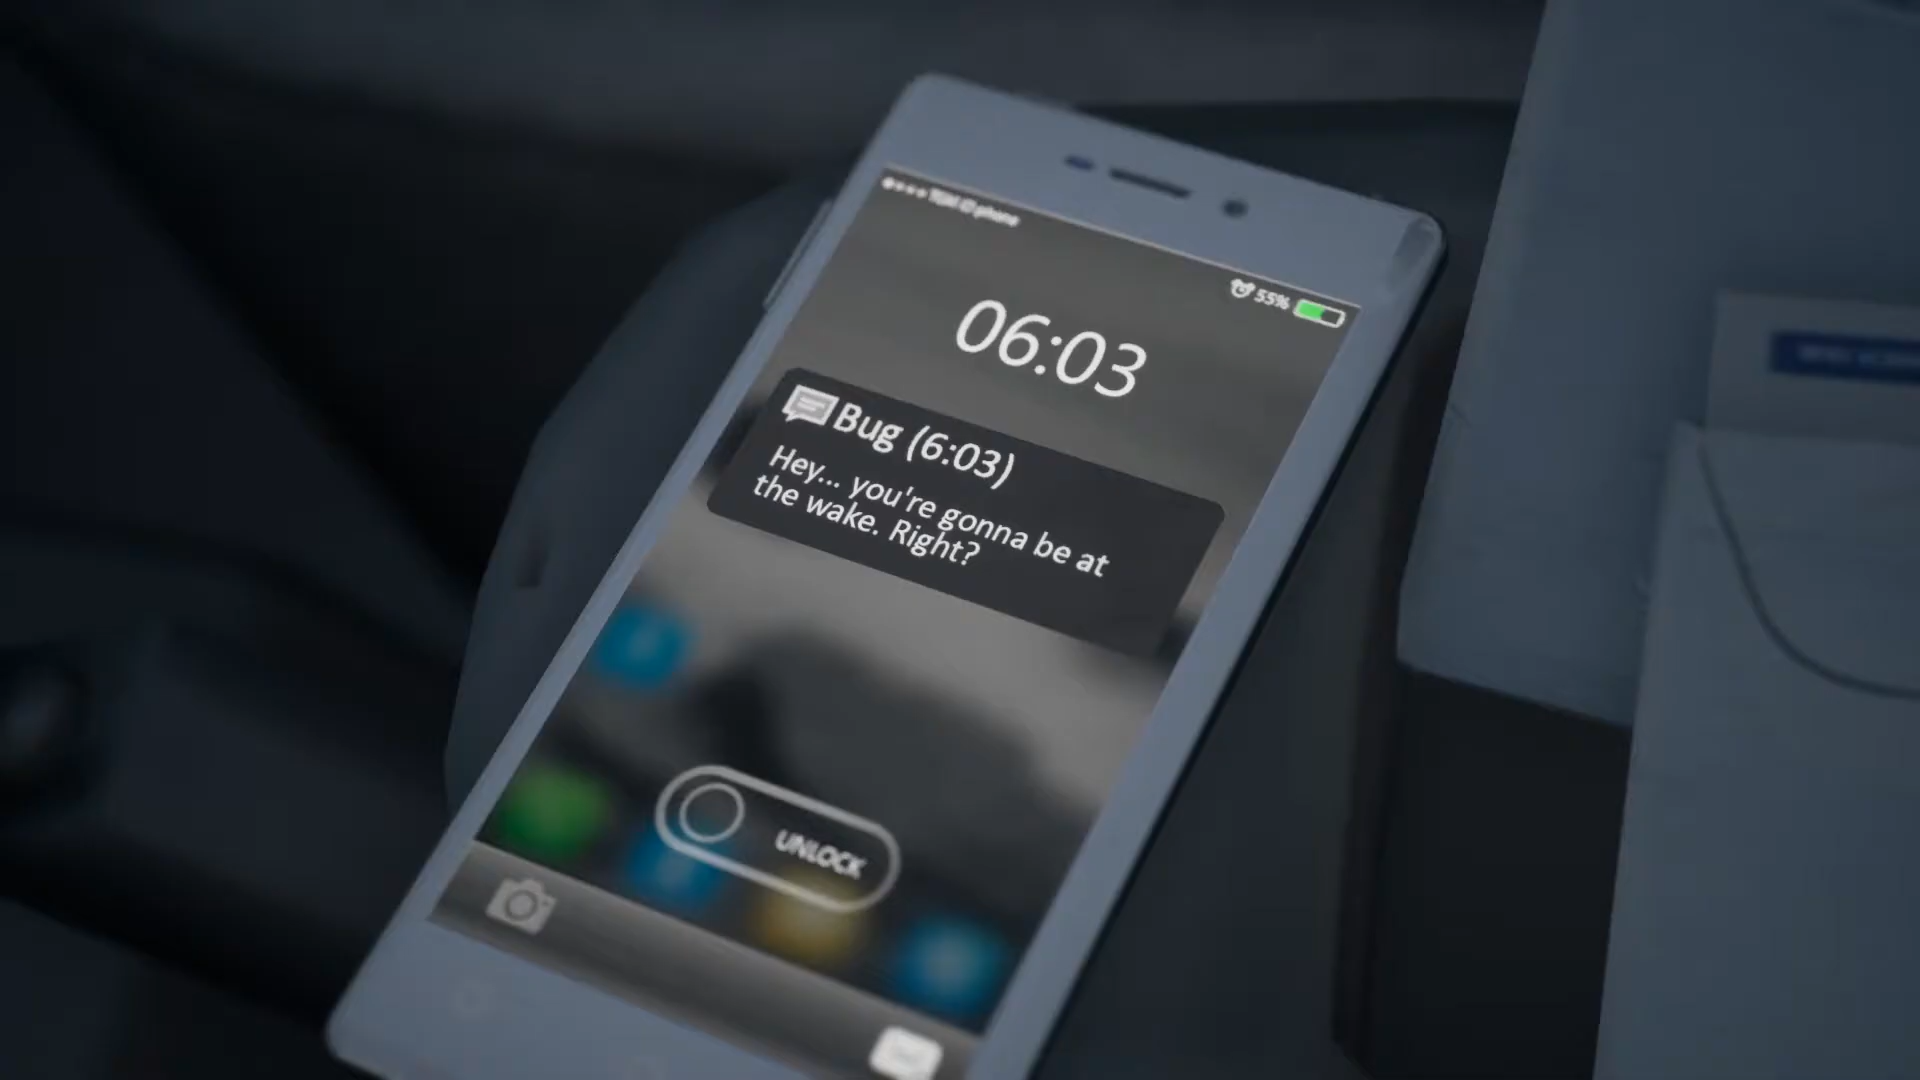 55%
06:03
Bug (6:03)
Hey... you're gonna be at
the wake. Right?
UNLOCK